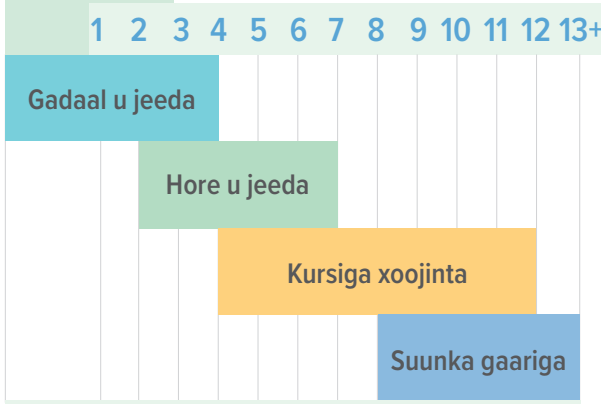 1 2 3 4 5 6 7 8 9 10 11 12 13+
Gadaal u jeeda
Hore u jeeda
Kursiga xoojinta
Suunka gaariga